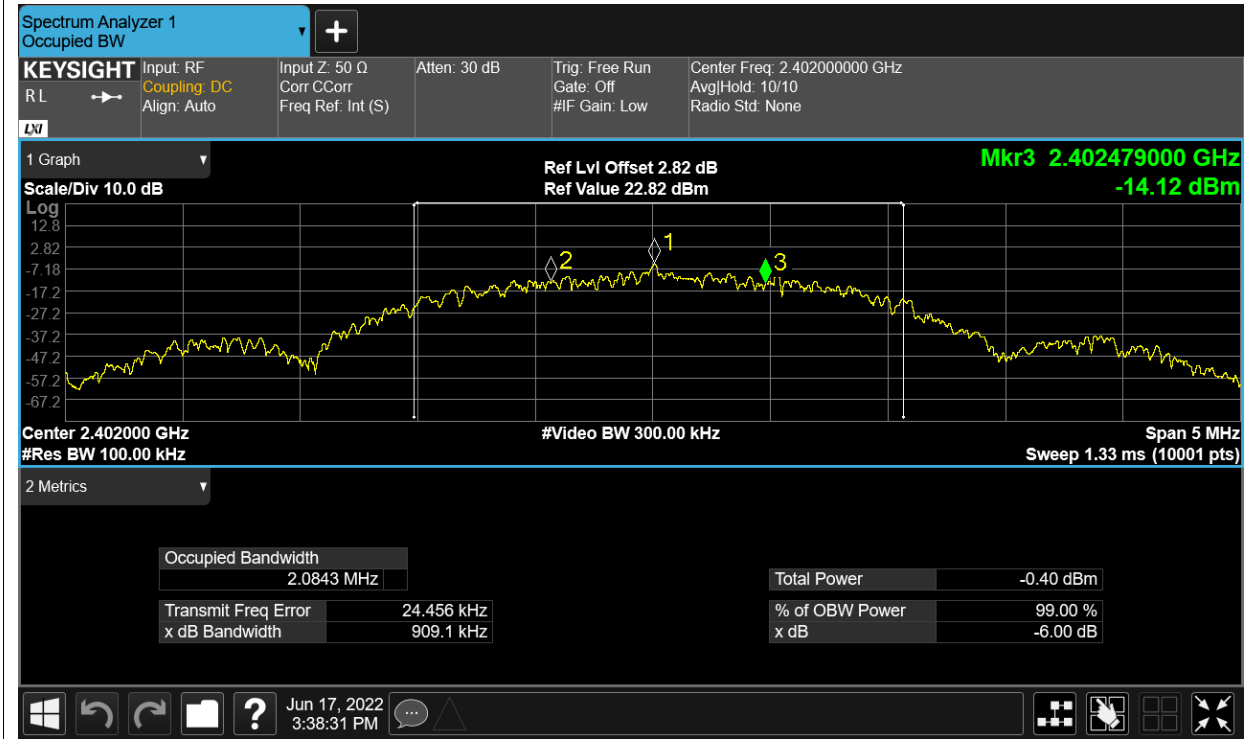 Spectrum Analyzer 1
Occupied BW
KEYSIGHT
R L
LXI
Input: RF
Coupling: DC
Align: Auto
Input Z: 50 Ω
Corr CCorr
Freq Ref: Int (S)
Atten: 30 dB
Trig: Free Run
Gate: Off
#IF Gain: Low
Center Freq: 2.402000000 GHz
Avg|Hold: 10/10
Radio Std: None
1 Graph
Scale/Div 10.0 dB
Ref Lvl Offset 2.82 dB
Ref Value 22.82 dBm
Mkr3 2.402479000 GHz
-14.12 dBm
Log
12.8
2.82
-7.18
-17.2
-27.2
-37.2
-47.2
-57.2
-67.2
2
1
3
Center 2.402000 GHz
#Res BW 100.00 kHz
#Video BW 300.00 kHz
Span 5 MHz
Sweep 1.33 ms (10001 pts)
2 Metrics
Occupied Bandwidth
2.0843 MHz
Transmit Freq Error 24.456 kHz
x dB Bandwidth 909.1 kHz
Total Power -0.40 dBm
% of OBW Power 99.00 %
x dB -6.00 dB
?
Jun 17, 2022
3:38:31 PM